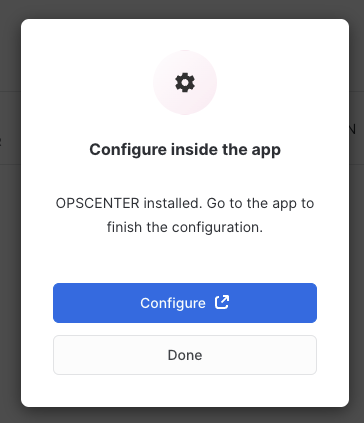 Configure inside the app
OPSCENTER installed. Go to the app to
finish the configuration.
Configure
Done